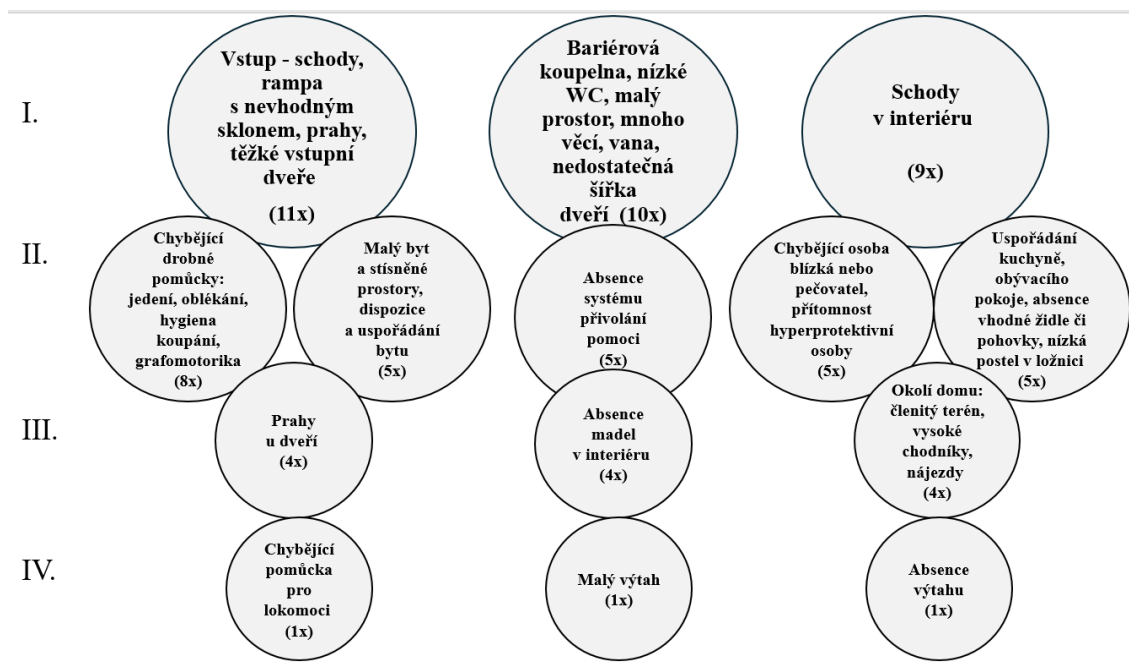 I.
Vstup - schody,
rampa
s nevhodným
sklonem, prahy,
těžké vstupní
dveře
(11x)
Bariérová
koupelna, nízké
WC, malý
prostor, mnoho
věcí, vana,
nedostatečná
šířka
dveří (10x)
Schody
v interiéru
(9x)
II.
Chybějící
drobné
pomůcky:
jedení, oblékání,
hygiena
koupání,
grafomotorika
(8x)
Malý byt
a stísněné
prostory,
dispozice
a uspořádání
bytu
(5x)
Absence
systému
přivolání
pomoci
(5x)
Chybějící osoba
blízká nebo
pečovatel,
přítomnost
hyperprotektivní
osoby
(5x)
Uspořádání
kuchyně,
obývacího
pokoje, absence
vhodné židle či
pohovky, nízká
postel v ložnici
(5x)
III.
Prahy
u dveří
(4x)
Absence
madel
v interiéru
(4x)
Okolí domu:
členitý terén,
vysoké
chodníky,
nájezdy
(4x)
IV.
Chybějící
pomůcka
pro
lokomoci
(1x)
Malý výtah
(1x)
Absence
výtahu
(1x)